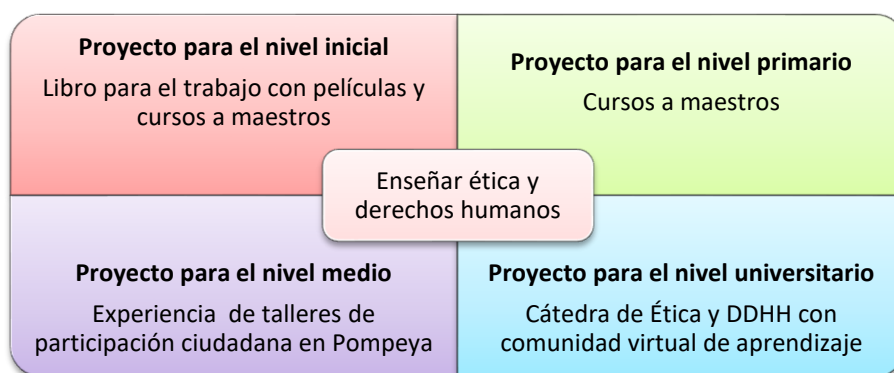 Proyecto para el nivel inicial
Libro para el trabajo con películas y
cursos a maestros
Proyecto para el nivel primario
Cursos a maestros
Enseñar ética y
derechos humanos
Proyecto para el nivel medio
Experiencia de talleres de
participación ciudadana en Pompeya
Proyecto para el nivel universitario
Cátedra de Ética y DDHH con
comunidad virtual de aprendizaje